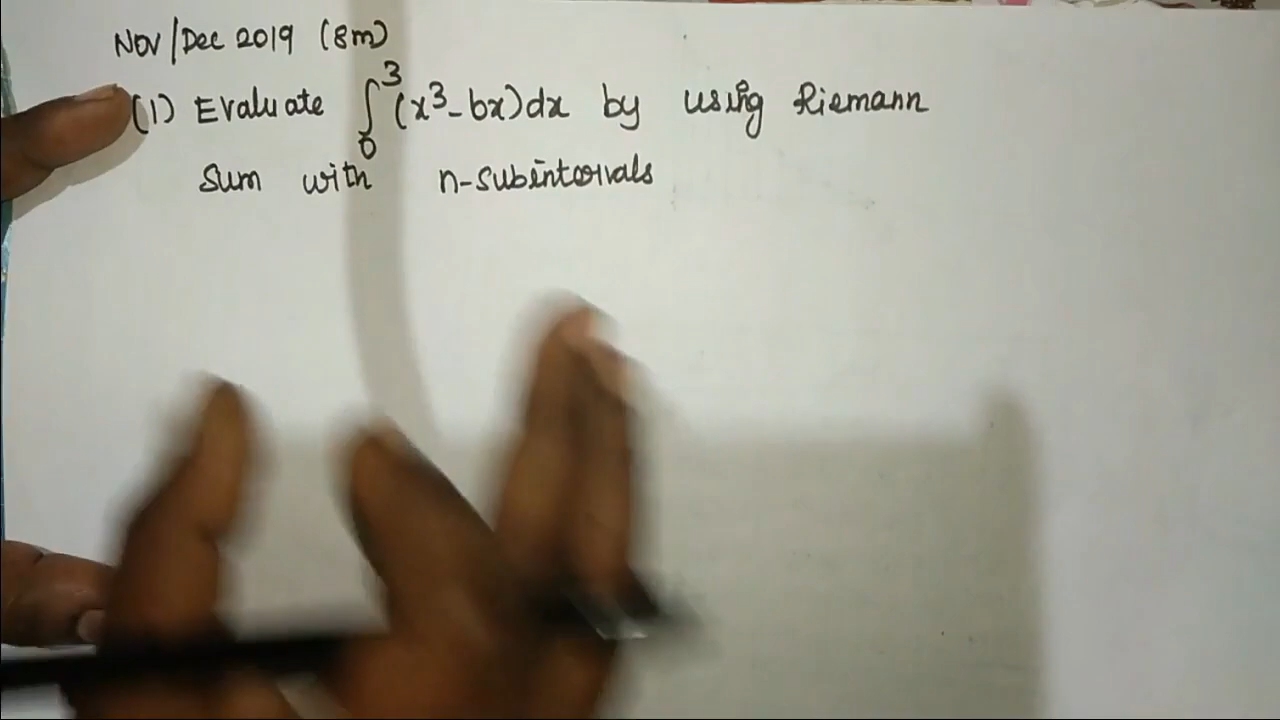 Nov/Dec 2019 (8m)
(1) Evaluate ∫₀³ (x³-6x)dx by using Riemann
Sum with n-subintervals